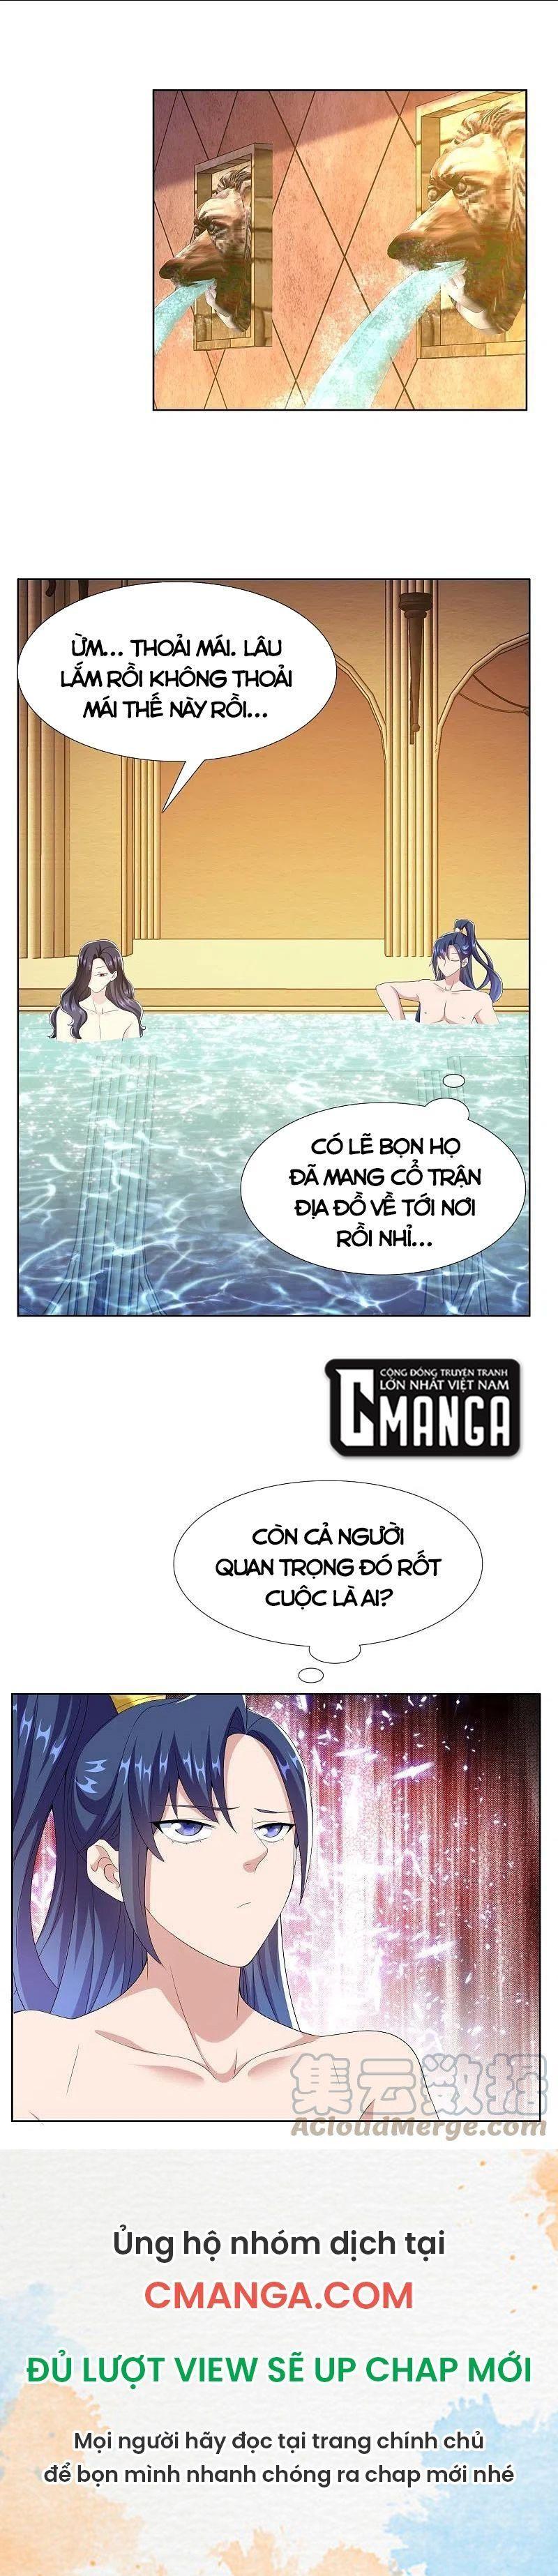 ỪM... THOẢI MÁI. LÂU
LẮM RỒI KHÔNG THOẢI
MÁI THẾ NÀY RỒI...
CÓ LẼ BỌN HỌ
ĐÃ MANG CỔ TRẬN
ĐỊA ĐỒ VỀ TỚI NƠI
RỒI NHỈ...
CỘNG ĐỒNG TRUYỆN TRANH
LỚN NHẤT VIỆT NAM
CMANGA
CÒN CẢ NGƯỜI
QUAN TRỌNG ĐÓ RỐT
CUỘC LÀ AI?
集云数据
ACloudMerge.com
Ủng hộ nhóm dịch tại
CMANGA.COM
ĐỦ LƯỢT VIEW SẼ UP CHAP MỚI
Mọi người hãy đọc tại trang chính chủ
để bọn mình nhanh chóng ra chap mới nhé